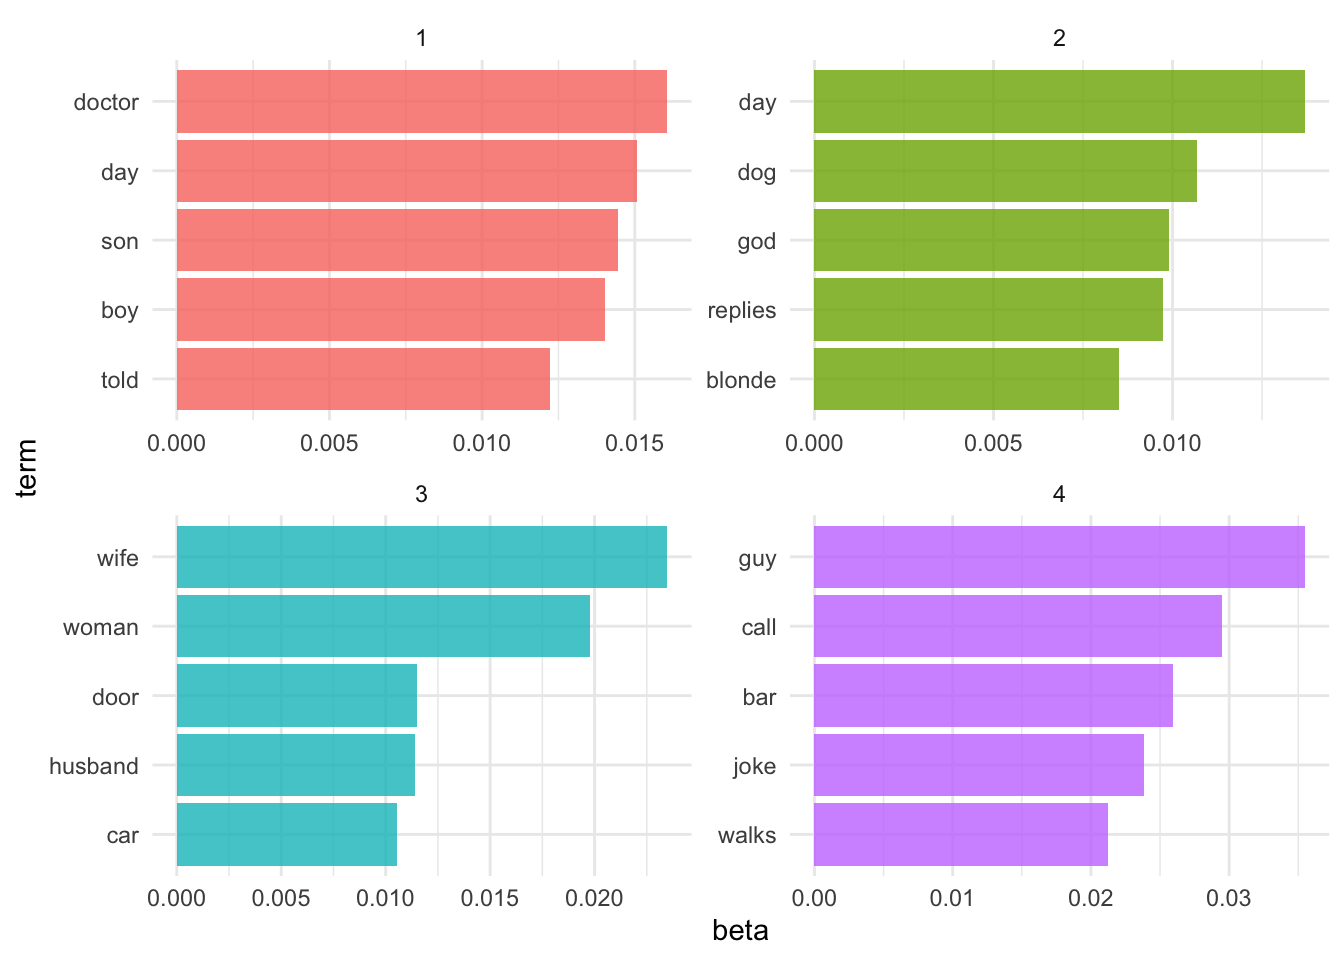 1
doctor
day
son
boy
told
0.000 0.005 0.010 0.015
2
day
dog
god
replies
blonde
0.000 0.005 0.010
3
wife
woman
door
husband
car
0.000 0.005 0.010 0.015 0.020
4
guy
call
bar
joke
walks
0.00 0.01 0.02 0.03
term
beta